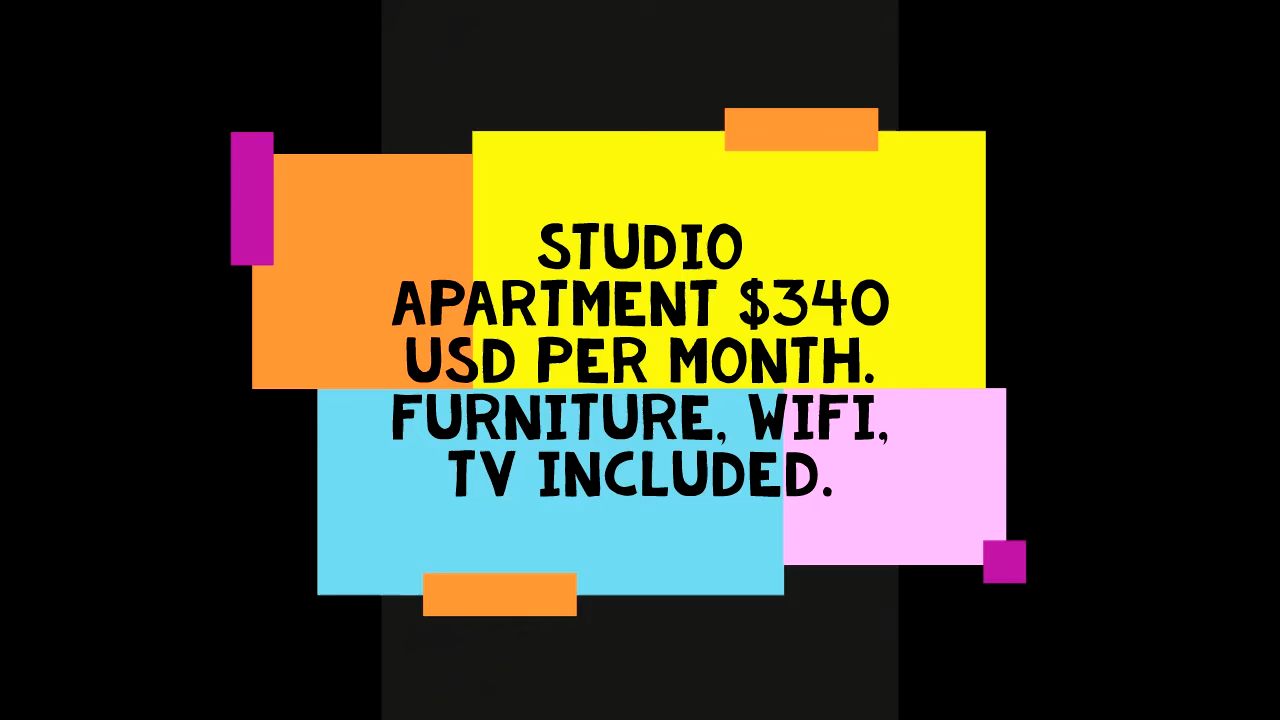 STUDIO
APARTMENT $340
USD PER MONTH.
FURNITURE, WIFI,
TV INCLUDED.